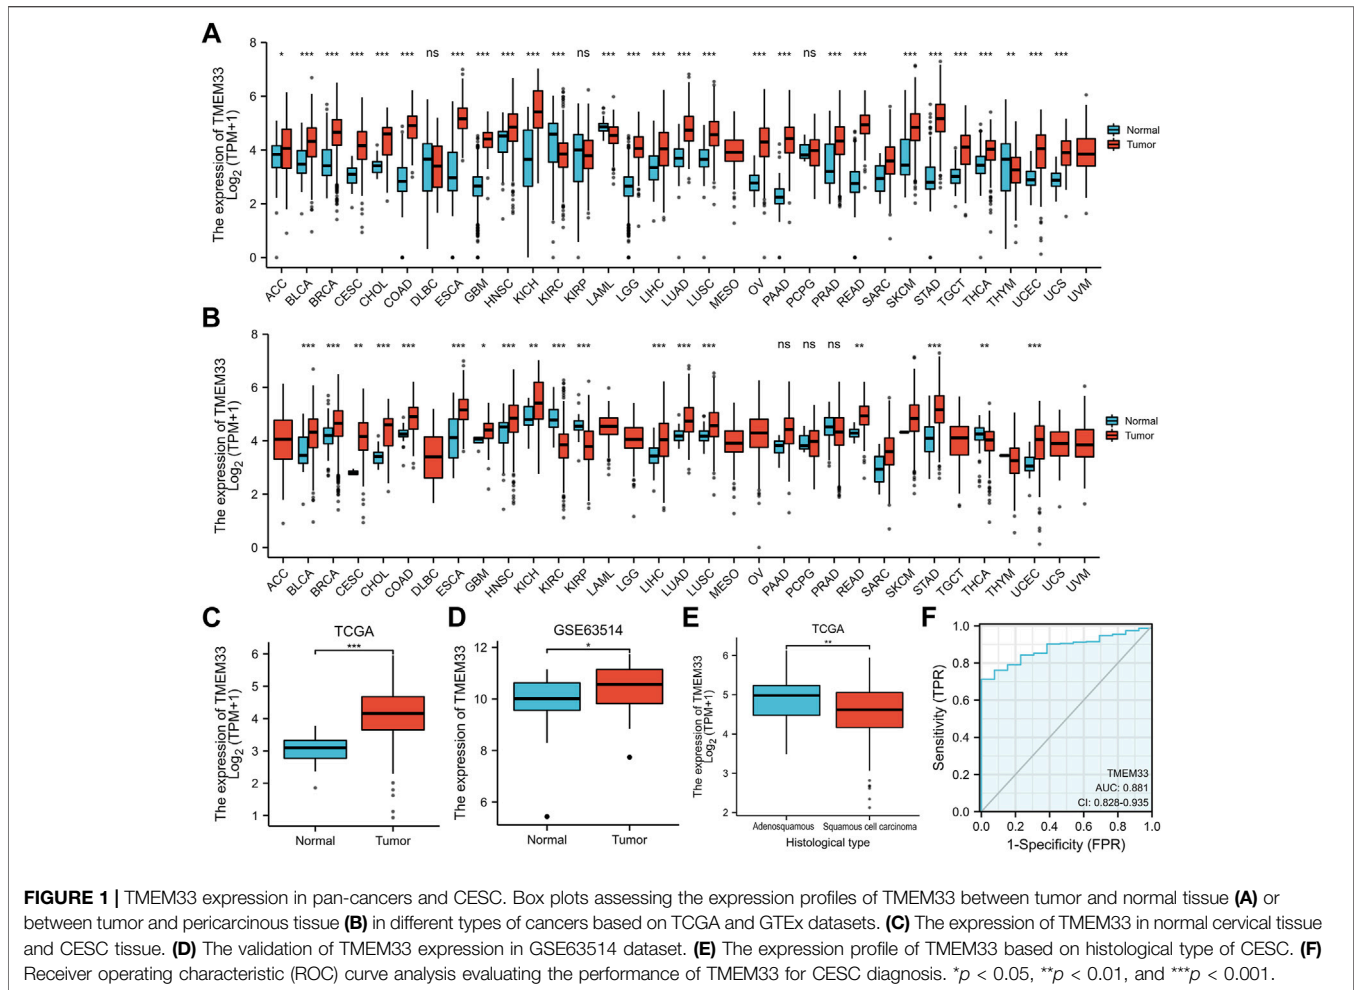 A
The expression of TMEM33
Log2 (TPM+1)
8
6
4
2
0
* *** *** *** *** *** ns *** *** *** *** *** ns *** *** *** *** *** *** *** ns *** *** *** *** *** *** ** *** ***
Normal
Tumor
ACC BLCA BRCA CESC CHOL COAD DLBC ESCA GBM HNSC KICH KIRC KIRP LAML LGG LIHC LUAD LUSC MESO OV PAAD PCPG PRAD READ SARC SKCM STAD TGCT THCA THYM UCEC UCS UVM
B
The expression of TMEM33
Log2 (TPM+1)
8
6
4
2
0
*** *** ** *** *** *** * *** ** *** *** *** *** *** ns ns ns ** *** ** ***
Normal
Tumor
ACC BLCA BRCA CESC CHOL COAD DLBC ESCA GBM HNSC KICH KIRC KIRP LAML LGG LIHC LUAD LUSC MESO OV PAAD PCPG PRAD READ SARC SKCM STAD TGCT THCA THYM UCEC UCS UVM
C
TCGA
***
The expression of TMEM33
Log2 (TPM+1)
6
5
4
3
2
1
Normal Tumor
D
GSE63514
*
The expression of TMEM33
12
10
8
6
Normal Tumor
E
TCGA
**
The expression of TMEM33
Log2 (TPM+1)
6
5
4
3
2
Adenosquamous Squamous cell carcinoma
Histological type
F
Sensitivity (TPR)
1.0
0.8
0.6
0.4
0.2
0.0
TMEM33
AUC: 0.881
CI: 0.828-0.935
0.0 0.2 0.4 0.6 0.8 1.0
1-Specificity (FPR)
FIGURE 1 | TMEM33 expression in pan-cancers and CESC. Box plots assessing the expression profiles of TMEM33 between tumor and normal tissue (A) or
between tumor and pericarcinous tissue (B) in different types of cancers based on TCGA and GTEx datasets. (C) The expression of TMEM33 in normal cervical tissue
and CESC tissue. (D) The validation of TMEM33 expression in GSE63514 dataset. (E) The expression profile of TMEM33 based on histological type of CESC. (F)
Receiver operating characteristic (ROC) curve analysis evaluating the performance of TMEM33 for CESC diagnosis. *p < 0.05, **p < 0.01, and ***p < 0.001.